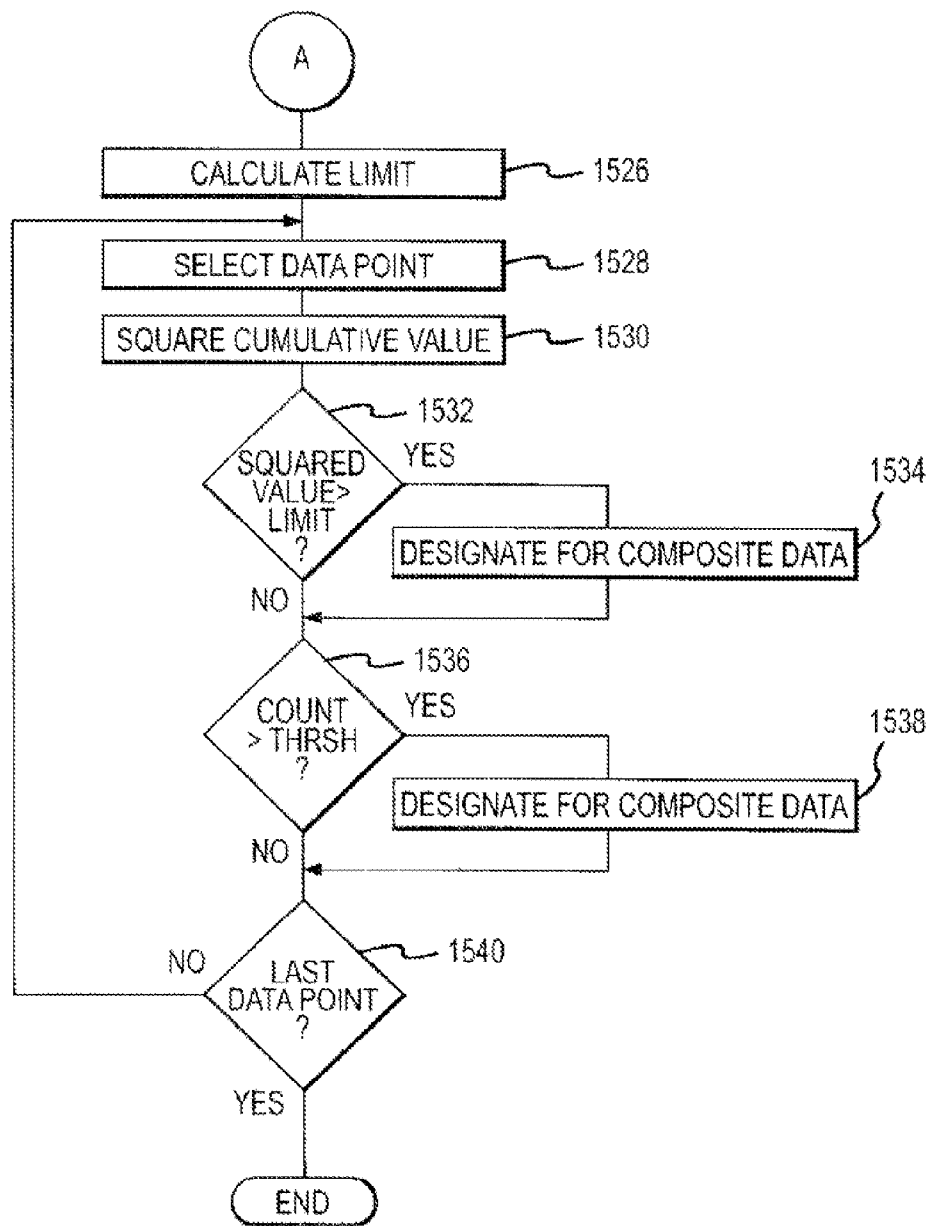 A
CALCULATE LIMIT
1526
SELECT DATA POINT
1528
SQUARE CUMULATIVE VALUE
1530
1532
SQUARED
VALUE>
LIMIT
?
YES
NO
1534
DESIGNATE FOR COMPOSITE DATA
1536
COUNT
> THRSH
?
YES
NO
1538
DESIGNATE FOR COMPOSITE DATA
1540
LAST
DATA POINT
?
NO
YES
END